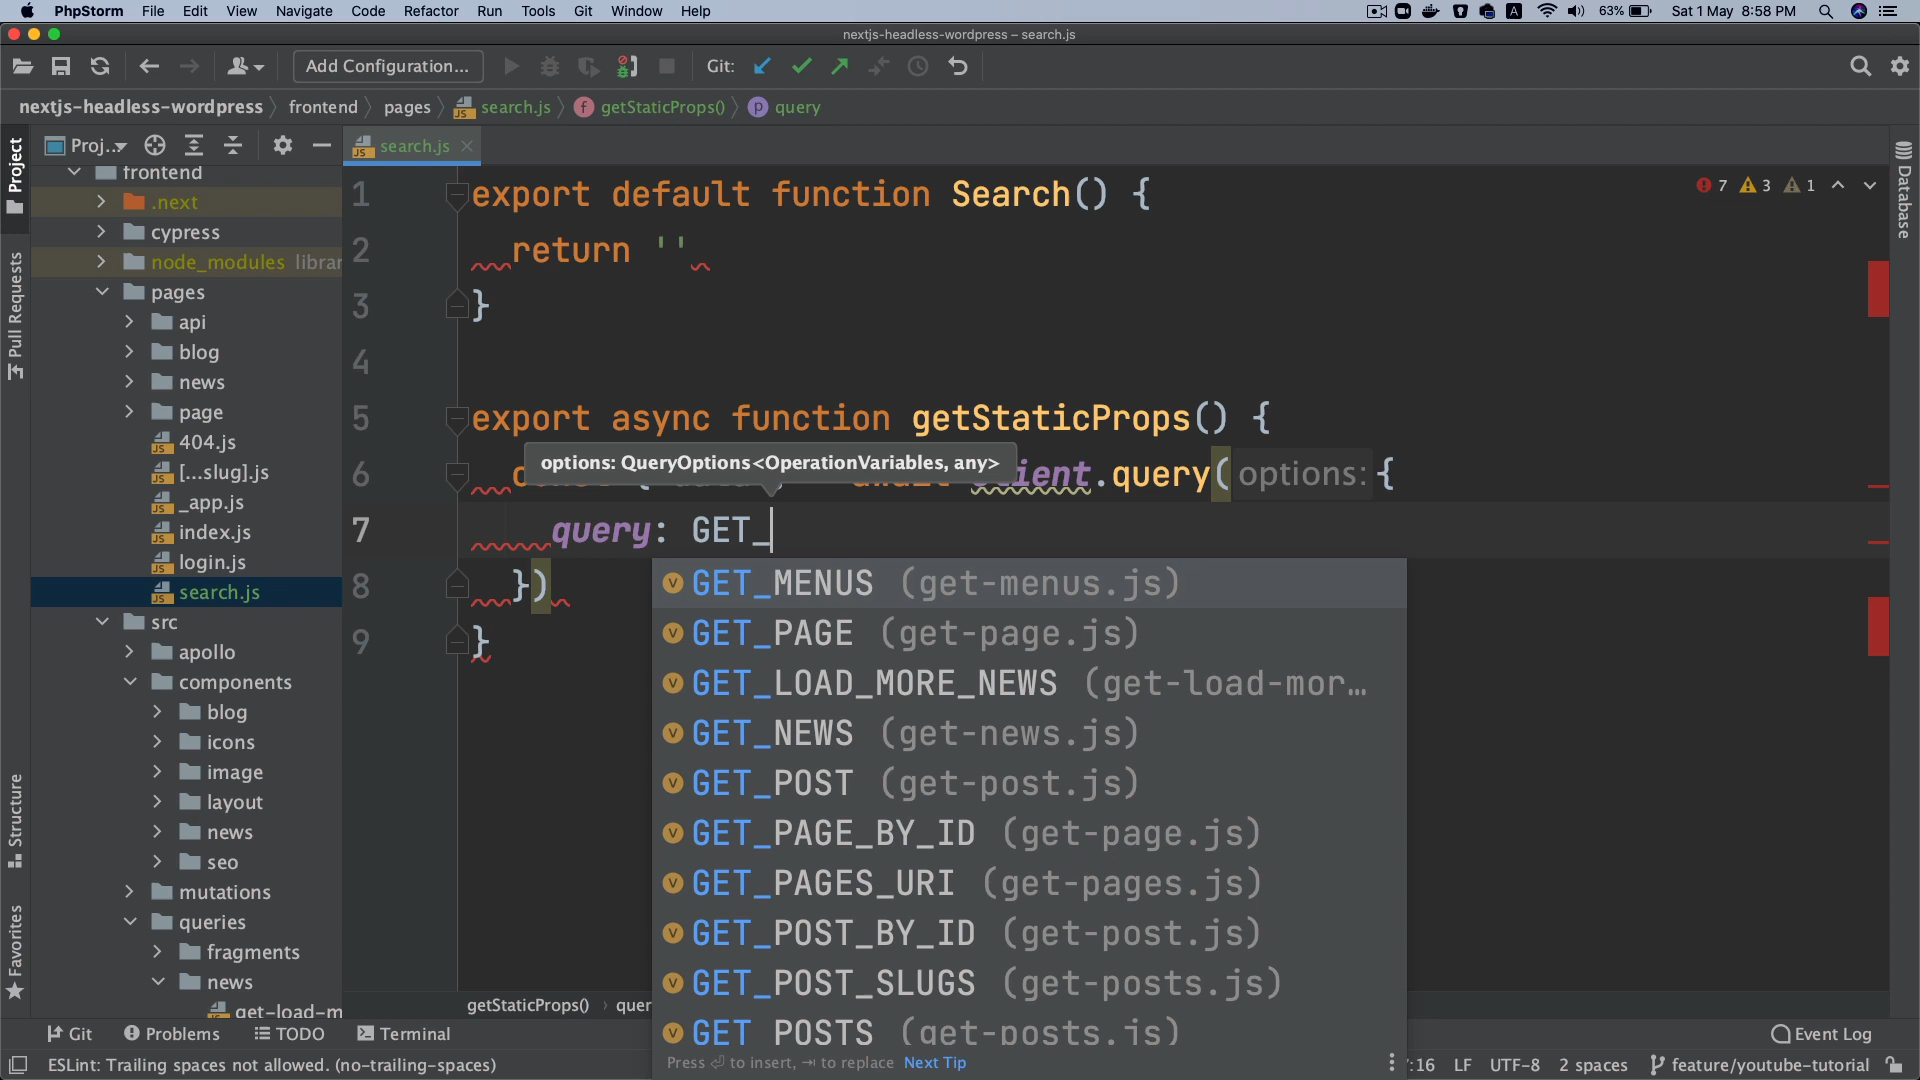 PhpStorm File Edit View Navigate Code Refactor Run Tools Git Window Help
63% Sat 1 May 8:58 PM
nextjs-headless-wordpress – search.js
Add Configuration...
Git:
nextjs-headless-wordpress frontend pages search.js getStaticProps() query
Project
Pull Requests
Structure
Favorites
Proj...
frontend
.next
cypress
node_modules librar
pages
api
blog
news
page
404.js
[...slug].js
_app.js
index.js
login.js
search.js
src
apollo
components
blog
icons
image
layout
news
seo
mutations
queries
fragments
news
get-load-m
search.js
7 3 1
1 export default function Search() {
2 return ''
3 }
4
5 export async function getStaticProps() {
options: QueryOptions<OperationVariables, any>
6 .query( options: {
7 query: GET_
8 })
9 }
GET_MENUS (get-menus.js)
GET_PAGE (get-page.js)
GET_LOAD_MORE_NEWS (get-load-mor…
GET_NEWS (get-news.js)
GET_POST (get-post.js)
GET_PAGE_BY_ID (get-page.js)
GET_PAGES_URI (get-pages.js)
GET_POST_BY_ID (get-post.js)
GET_POST_SLUGS (get-posts.js)
GET_POSTS (get-posts.js)
Press ⏎ to insert, ⇥ to replace Next Tip
Database
getStaticProps() quer
Git Problems TODO Terminal
Event Log
ESLint: Trailing spaces not allowed. (no-trailing-spaces)
:16 LF UTF-8 2 spaces feature/youtube-tutorial